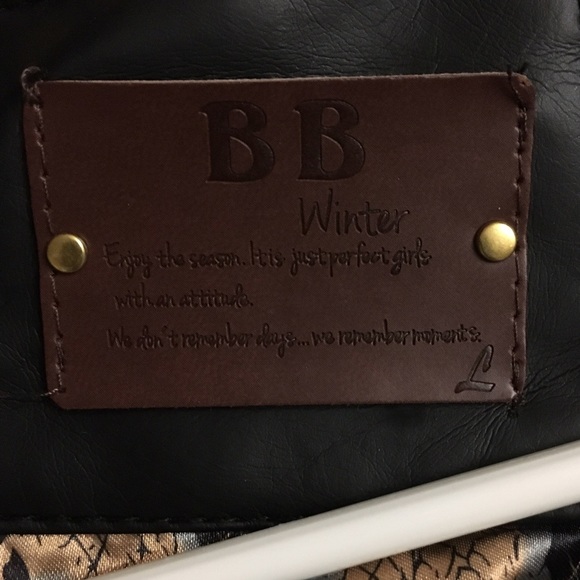 BB
Winter
Enjoy the season. It is just perfect girls
with an attitude.
We don't remember days...we remember moments.
L